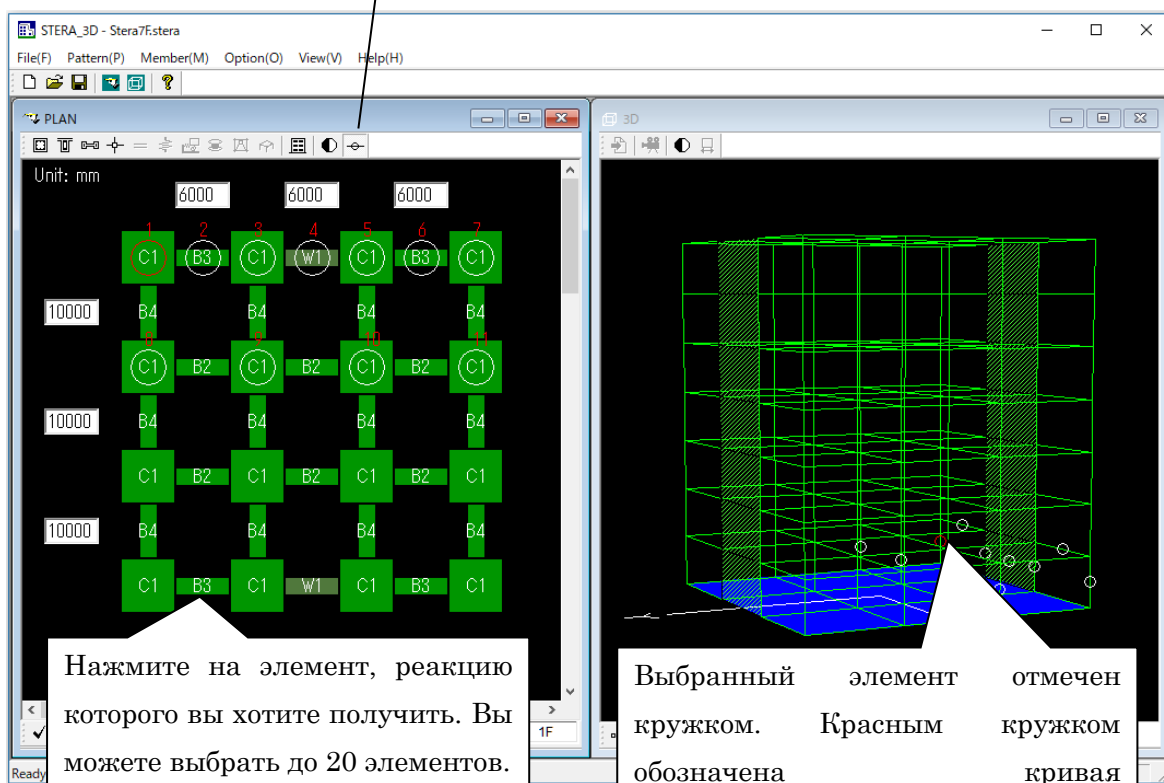 STERA_3D - Stera7F.stera
File(F) Pattern(P) Member(M) Option(O) View(V) Help(H)
PLAN
3D
Unit: mm
6000 6000 6000
1 2 3 4 5 6 7
C1 B3 C1 W1 C1 B3 C1
10000 B4 B4 B4 B4
8 9 10 11
C1 B2 C1 B2 C1 B2 C1
10000 B4 B4 B4 B4
C1 B2 C1 B2 C1 B2 C1
10000 B4 B4 B4 B4
C1 B3 C1 W1 C1 B3 C1
Нажмите на элемент, реакцию
которого вы хотите получить. Вы
можете выбрать до 20 элементов.
1F
Ready
Выбранный элемент отмечен
кружком. Красным кружком
обозначена кривая